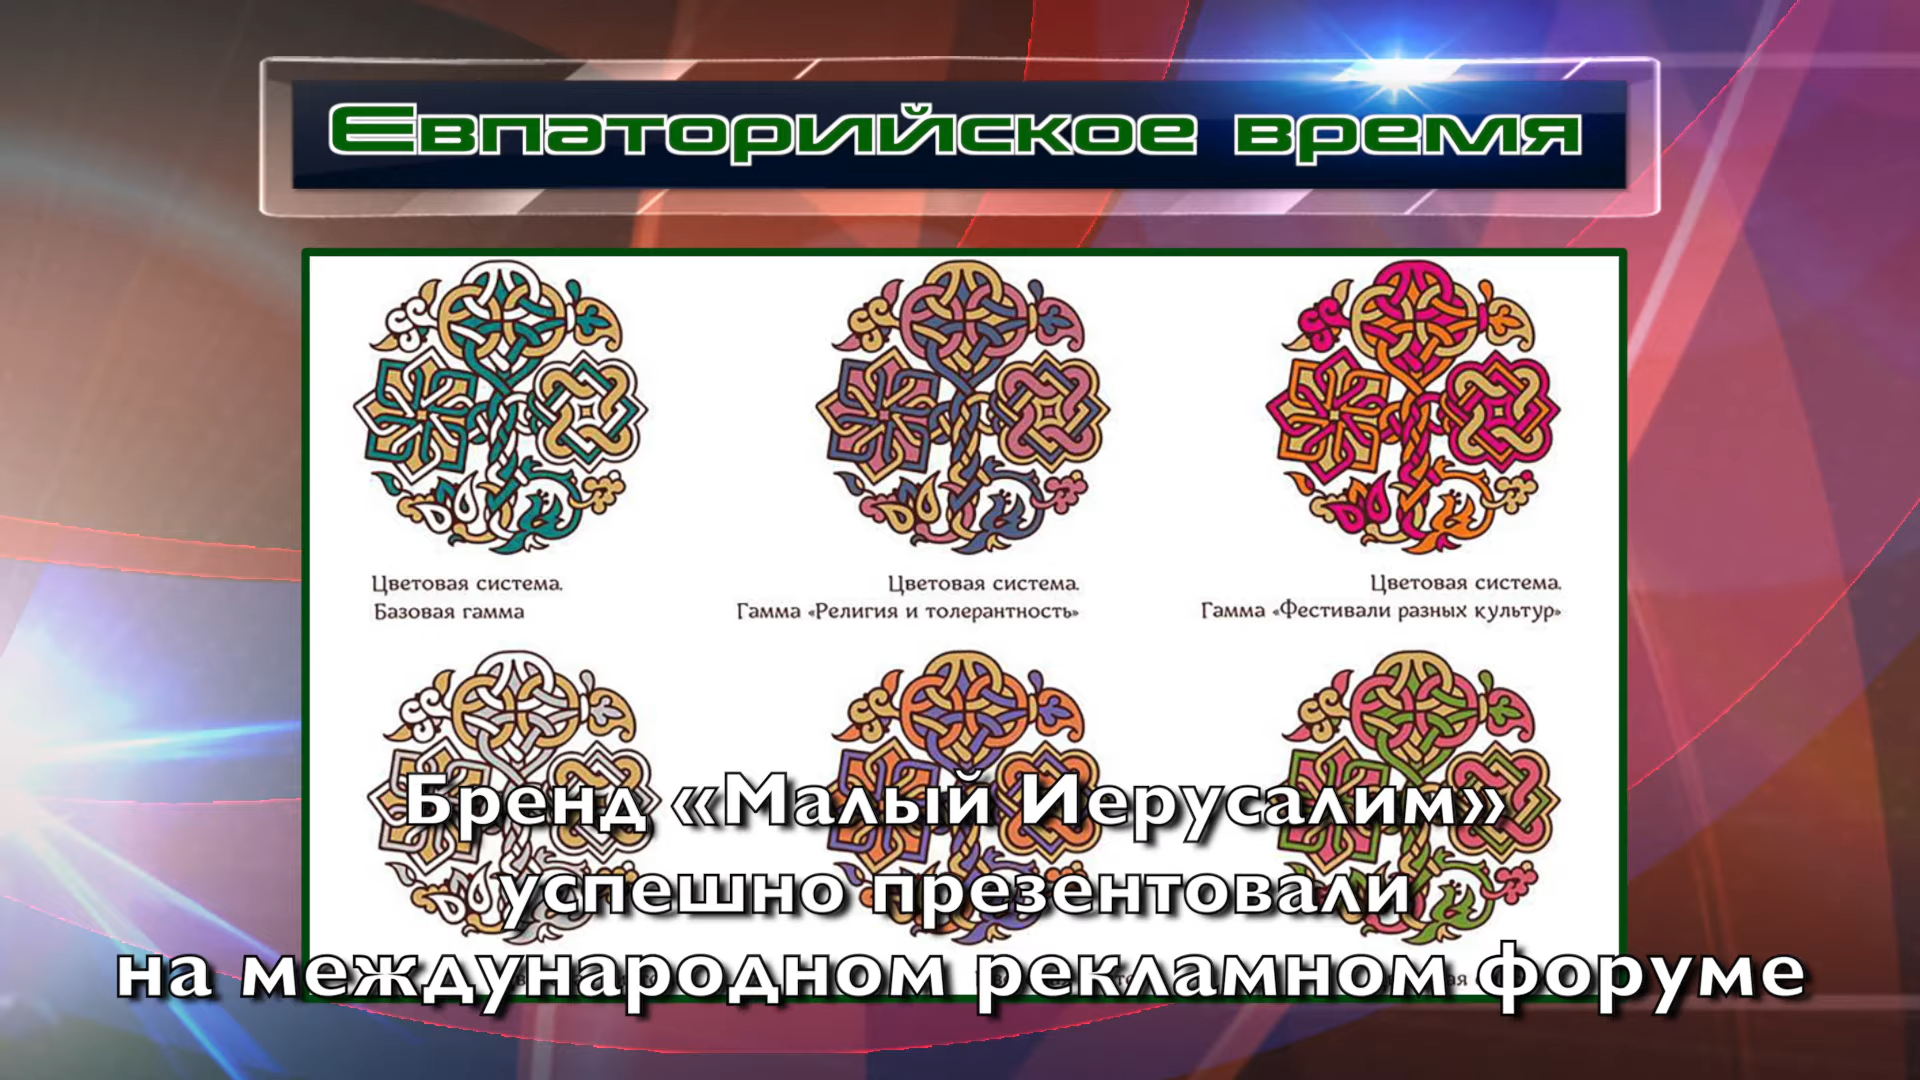 Евпаторийское время
Цветовая система.
Базовая гамма
Цветовая система.
Гамма «Религия и толерантность»
Цветовая система.
Гамма «Фестивали разных культур»
Бренд «Малый Иерусалим»
успешно презентовали
на международном рекламном форуме